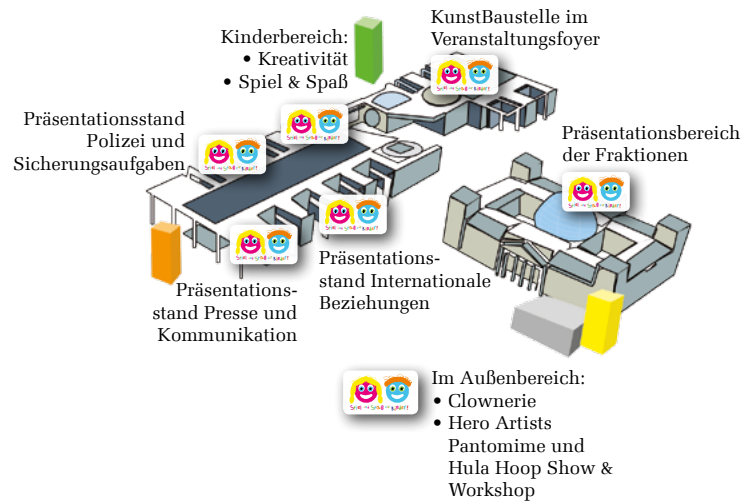 KunstBaustelle im
Veranstaltungsfoyer
Kinderbereich:
• Kreativität
• Spiel & Spaß
Präsentationsstand
Polizei und
Sicherungsaufgaben
Präsentationsbereich
der Fraktionen
Präsentations-
stand Internationale
Beziehungen
Präsentations-
stand Presse und
Kommunikation
Im Außenbereich:
• Clownerie
• Hero Artists
Pantomime und
Hula Hoop Show &
Workshop